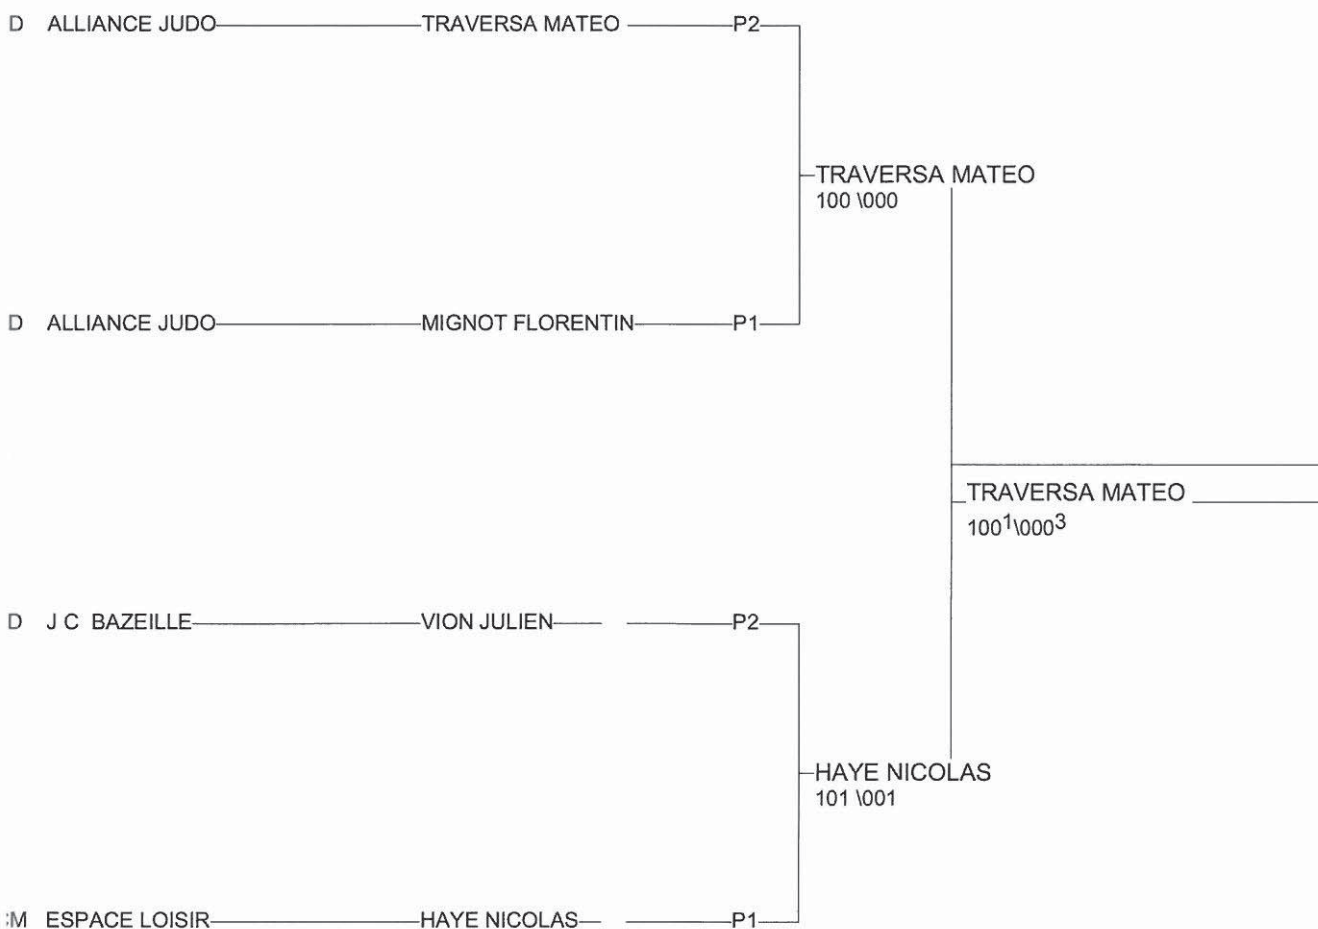 D ALLIANCE JUDO TRAVERSA MATEO P2
TRAVERSA MATEO
100 \000
D ALLIANCE JUDO MIGNOT FLORENTIN P1
TRAVERSA MATEO
100¹\000³
D J C BAZEILLE VION JULIEN P2
HAYE NICOLAS
101 \001
M ESPACE LOISIR HAYE NICOLAS P1